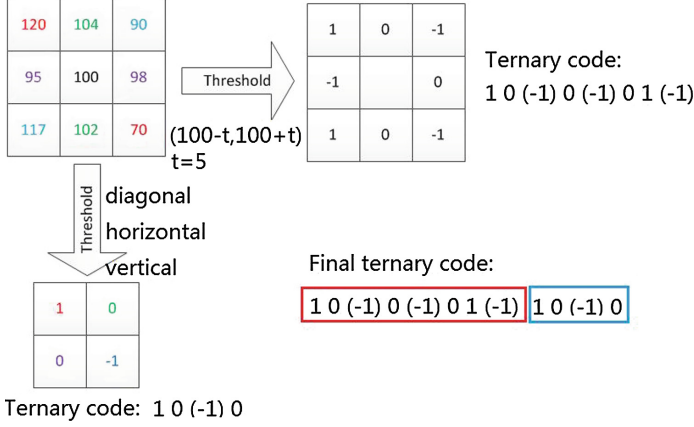 120 104 90
95 100 98
117 102 70
Threshold
(100-t,100+t)
t=5
1 0 -1
-1 0
1 0 -1
Ternary code:
1 0 (-1) 0 (-1) 0 1 (-1)
Threshold
diagonal
horizontal
vertical
1 0
0 -1
Ternary code: 1 0 (-1) 0
Final ternary code:
1 0 (-1) 0 (-1) 0 1 (-1) 1 0 (-1) 0